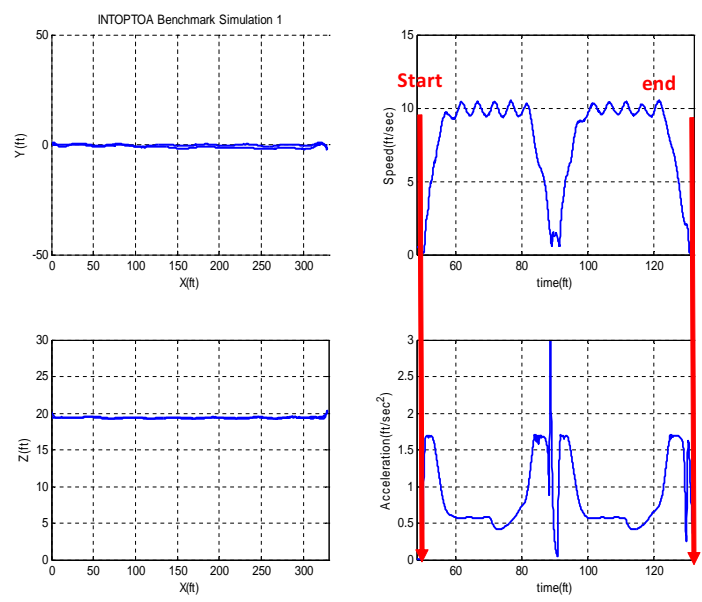 INTOPTOA Benchmark Simulation 1
50
0
-50
Y(ft)
0 50 100 150 200 250 300
X(ft)
Start
end
15
10
5
0
Speed(ft/sec)
60 80 100 120
time(ft)
30
25
20
15
10
5
0
Z(ft)
0 50 100 150 200 250 300
X(ft)
3
2.5
2
1.5
1
0.5
0
Acceleration(ft/sec2)
60 80 100 120
time(ft)